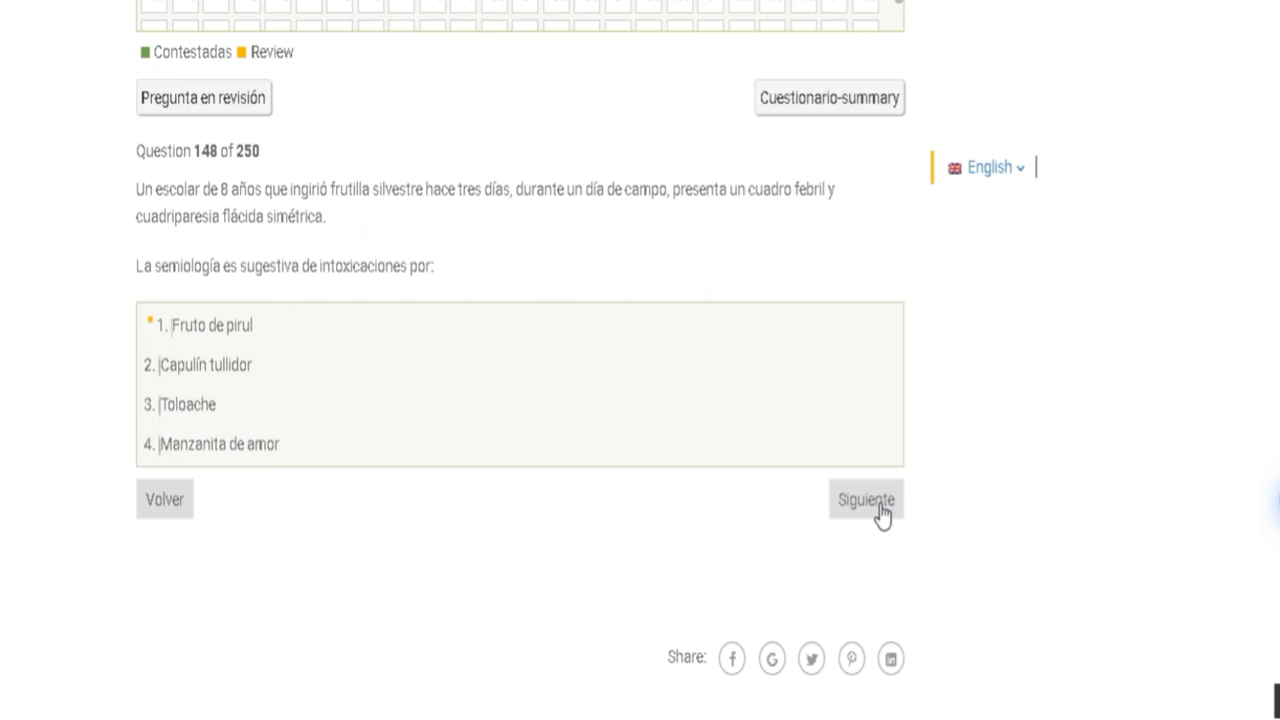 Contestadas Review
Pregunta en revisión
Cuestionario-summary
Question 148 of 250
English
Un escolar de 8 años que ingirió frutilla silvestre hace tres días, durante un día de campo, presenta un cuadro febril y
cuadriparesia flácida simétrica.
La semiología es sugestiva de intoxicaciones por:
1. Fruto de pirul
2. Capulín tullidor
3. Toloache
4. Manzanita de amor
Volver
Siguiente
Share: